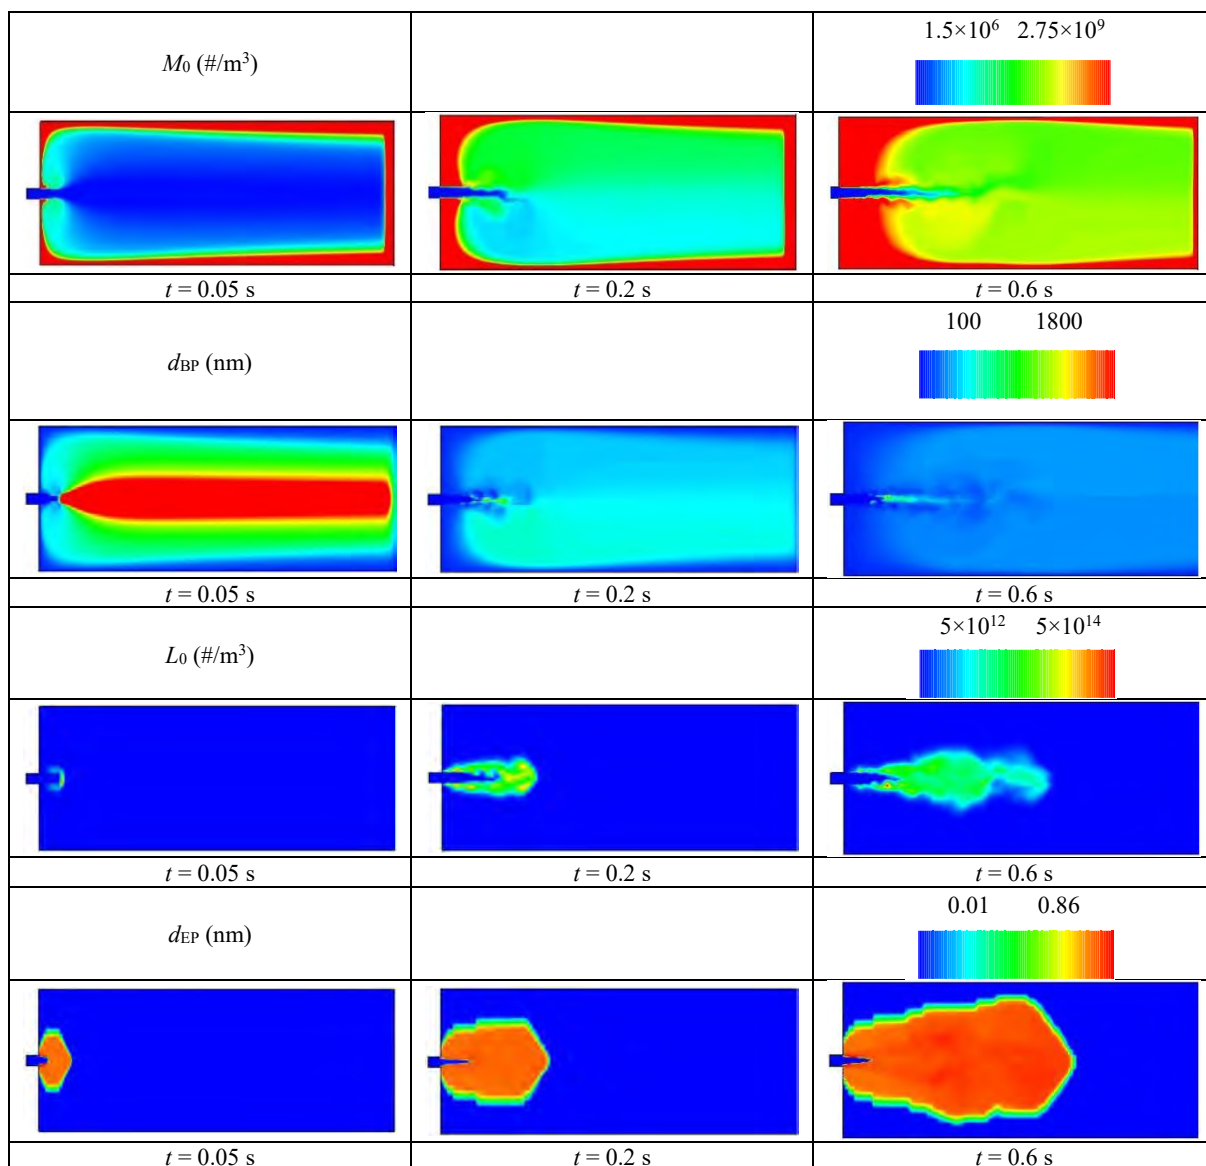 M₀ (#/m³)
1.5×10⁶ 2.75×10⁹
t = 0.05 s
t = 0.2 s
t = 0.6 s
d_BP (nm)
100 1800
t = 0.05 s
t = 0.2 s
t = 0.6 s
L₀ (#/m³)
5×10¹² 5×10¹⁴
t = 0.05 s
t = 0.2 s
t = 0.6 s
d_EP (nm)
0.01 0.86
t = 0.05 s
t = 0.2 s
t = 0.6 s